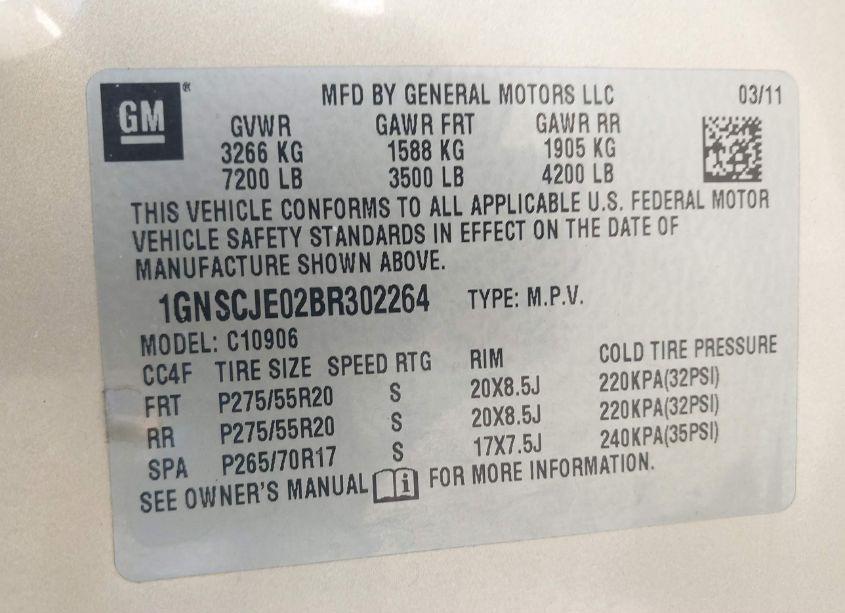 GM® MFD BY GENERAL MOTORS LLC 03/11
GVWR GAWR FRT GAWR RR
3266 KG 1588 KG 1905 KG
7200 LB 3500 LB 4200 LB
THIS VEHICLE CONFORMS TO ALL APPLICABLE U.S. FEDERAL MOTOR
VEHICLE SAFETY STANDARDS IN EFFECT ON THE DATE OF
MANUFACTURE SHOWN ABOVE.
1GNSCJE02BR302264 TYPE: M.P.V.
MODEL: C10906
CC4F TIRE SIZE SPEED RTG RIM COLD TIRE PRESSURE
FRT P275/55R20 S 20X8.5J 220KPA(32PSI)
RR P275/55R20 S 20X8.5J 220KPA(32PSI)
SPA P265/70R17 S 17X7.5J 240KPA(35PSI)
SEE OWNER'S MANUAL i FOR MORE INFORMATION.